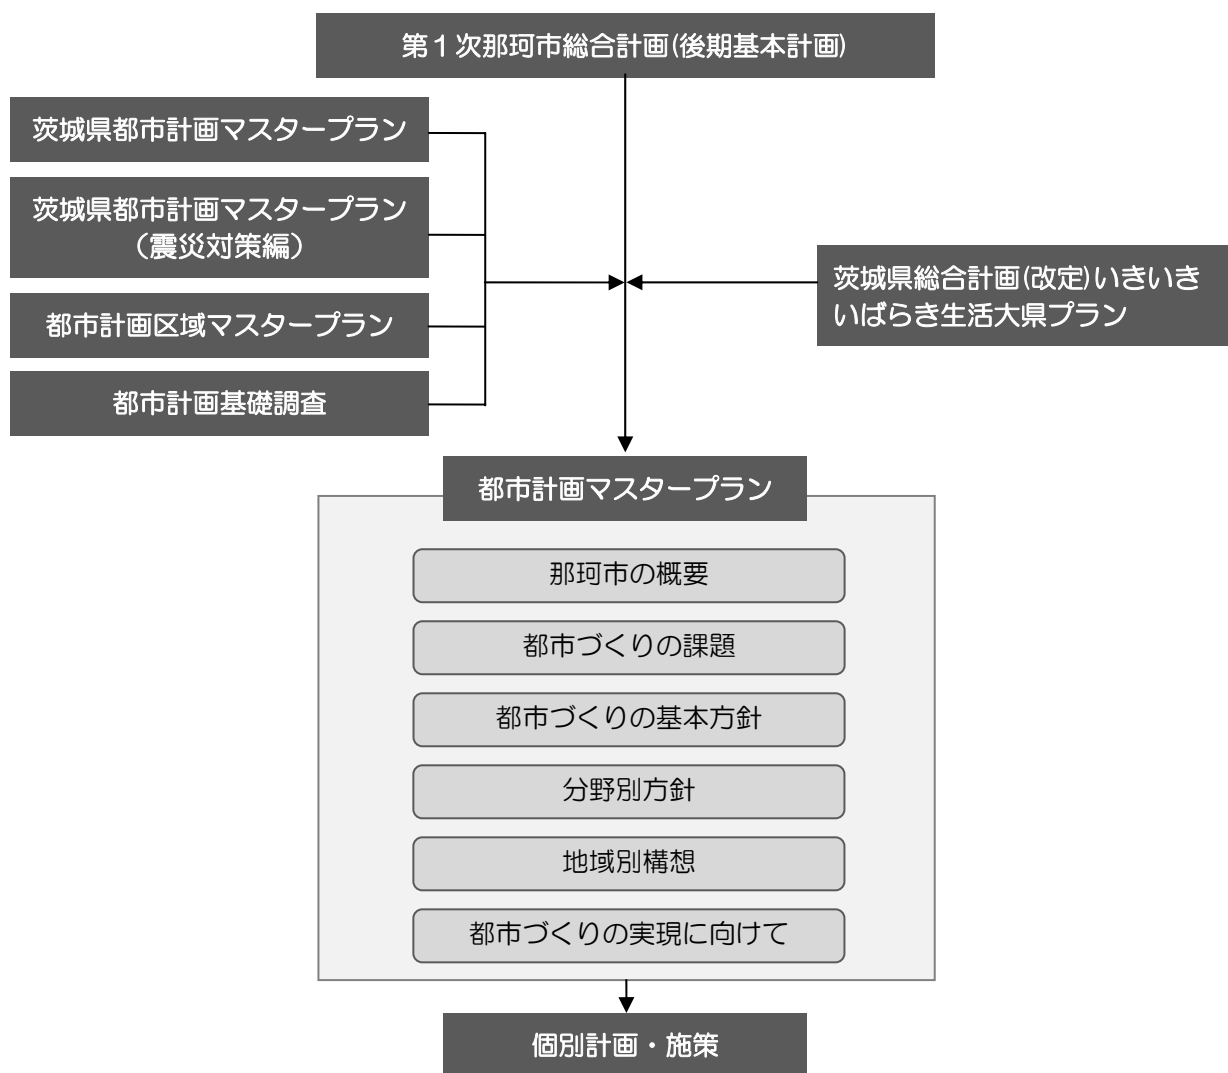 第１次那珂市総合計画(後期基本計画)
茨城県都市計画マスタープラン
茨城県都市計画マスタープラン
（震災対策編）
都市計画区域マスタープラン
都市計画基礎調査
茨城県総合計画(改定)いきいき
いばらき生活大県プラン
都市計画マスタープラン
那珂市の概要
都市づくりの課題
都市づくりの基本方針
分野別方針
地域別構想
都市づくりの実現に向けて
個別計画・施策